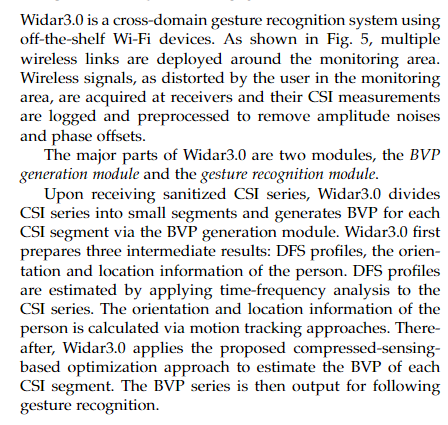 Widar3.0 is a cross-domain gesture recognition system using
off-the-shelf Wi-Fi devices. As shown in Fig. 5, multiple
wireless links are deployed around the monitoring area.
Wireless signals, as distorted by the user in the monitoring
area, are acquired at receivers and their CSI measurements
are logged and preprocessed to remove amplitude noises
and phase offsets.
The major parts of Widar3.0 are two modules, the BVP
generation module and the gesture recognition module.
Upon receiving sanitized CSI series, Widar3.0 divides
CSI series into small segments and generates BVP for each
CSI segment via the BVP generation module. Widar3.0 first
prepares three intermediate results: DFS profiles, the orien-
tation and location information of the person. DFS profiles
are estimated by applying time-frequency analysis to the
CSI series. The orientation and location information of the
person is calculated via motion tracking approaches. There-
after, Widar3.0 applies the proposed compressed-sensing-
based optimization approach to estimate the BVP of each
CSI segment. The BVP series is then output for following
gesture recognition.